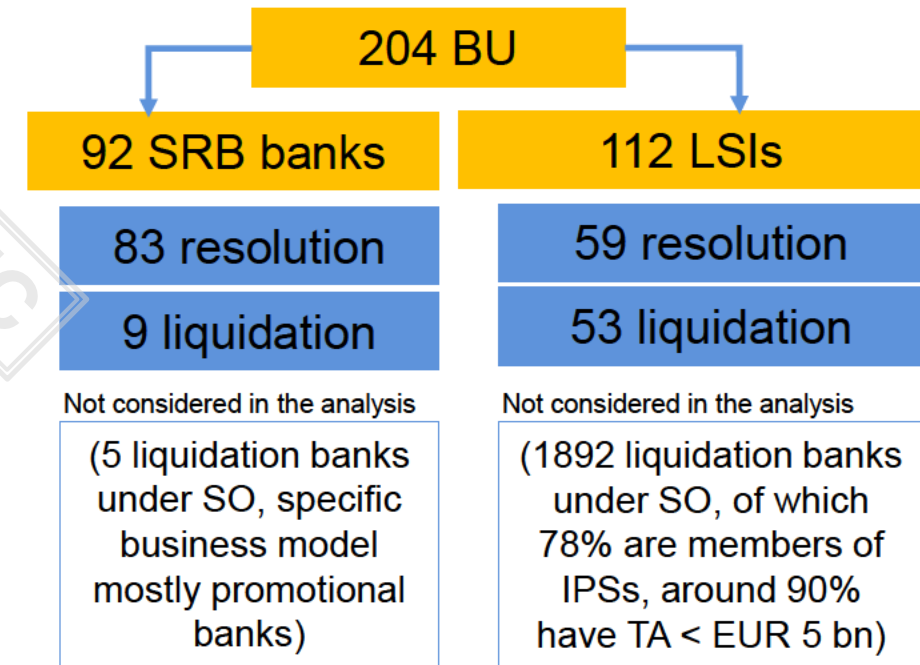 204 BU
92 SRB banks
83 resolution
9 liquidation
Not considered in the analysis
(5 liquidation banks
under SO, specific
business model
mostly promotional
banks)
112 LSIs
59 resolution
53 liquidation
Not considered in the analysis
(1892 liquidation banks
under SO, of which
78% are members of
IPSs, around 90%
have TA < EUR 5 bn)